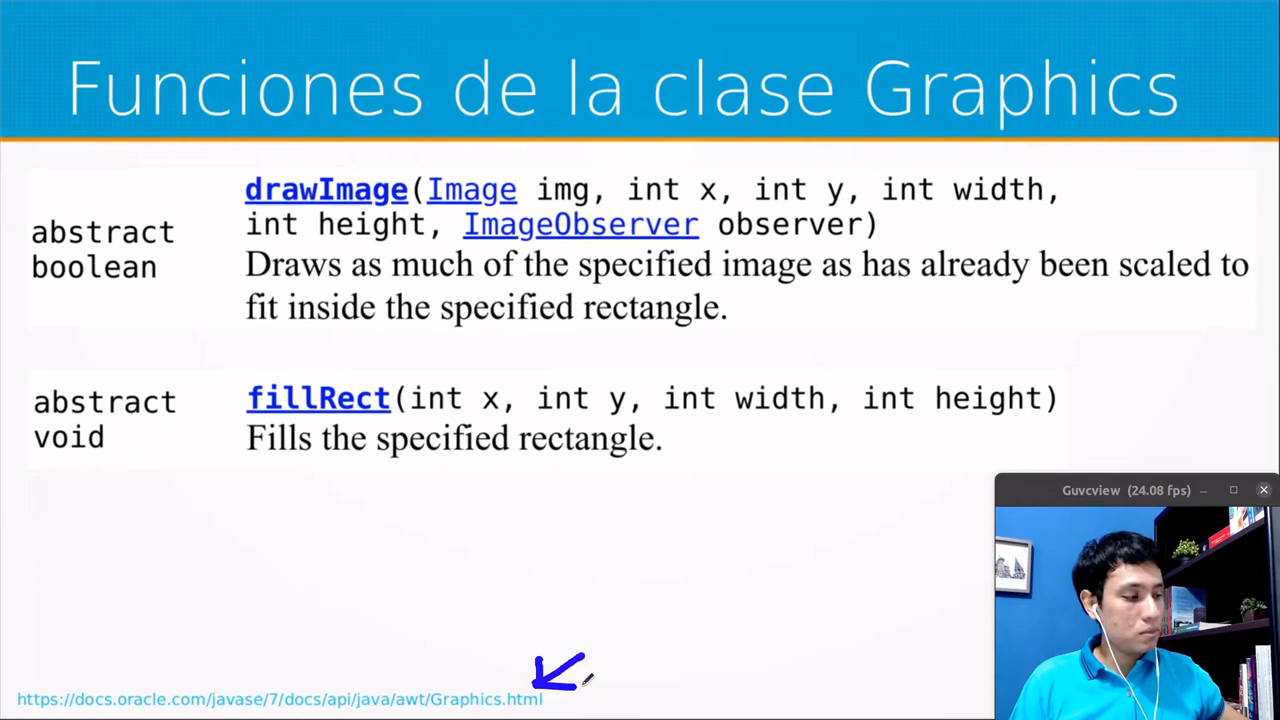 Funciones de la clase Graphics
drawImage(Image img, int x, int y, int width,
abstract
boolean
int height, ImageObserver observer)
Draws as much of the specified image as has already been scaled to
fit inside the specified rectangle.
abstract
void
fillRect(int x, int y, int width, int height)
Fills the specified rectangle.
Guvcview (24.08 fps)
https://docs.oracle.com/javase/7/docs/api/java/awt/Graphics.html